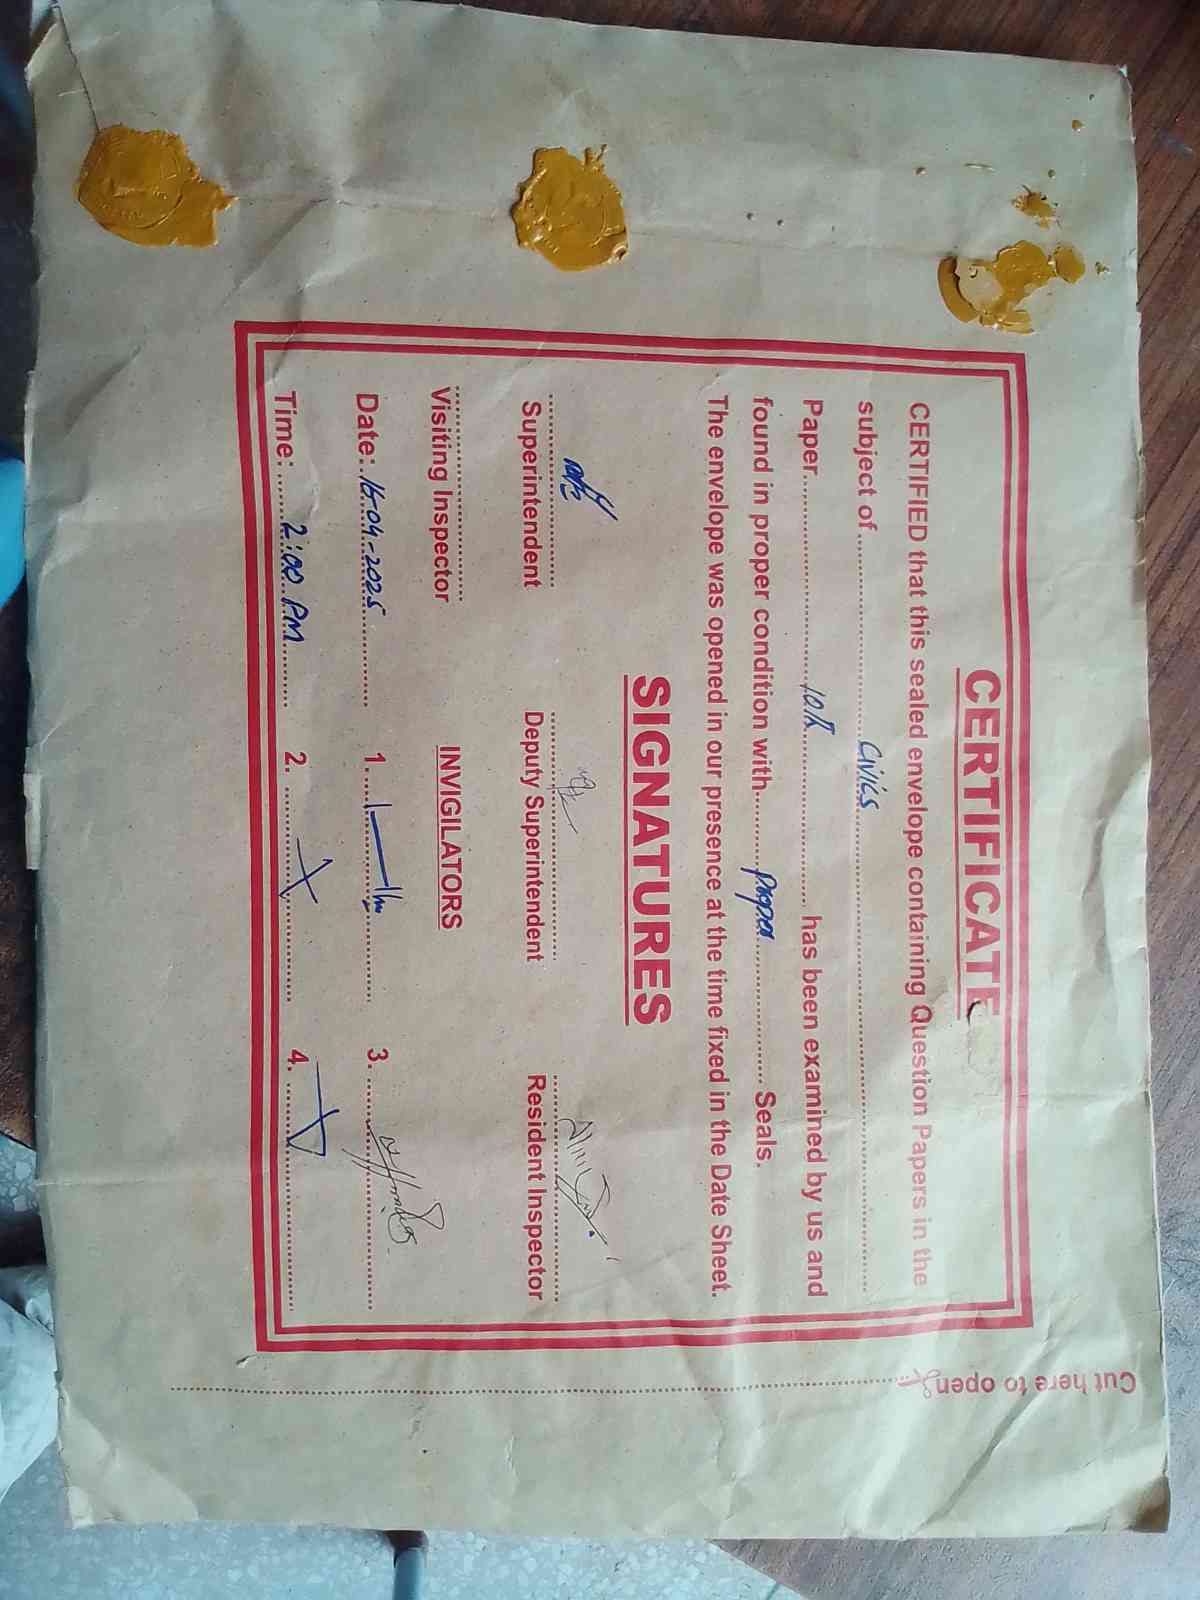 CERTIFICATE
CERTIFIED that this sealed envelope containing Question Papers in the
subject of ........ Civics ........
Paper ........ 10th ........ has been examined by us and
found in proper condition with ........ proper ........ Seals.
The envelope was opened in our presence at the time fixed in the Date Sheet.
SIGNATURES
Superintendent Deputy Superintendent Resident Inspector
Visiting Inspector INVIGILATORS
Date: 16-04-2025 1. 3.
Time: 2:00 PM 2. 4.
Cut here to open